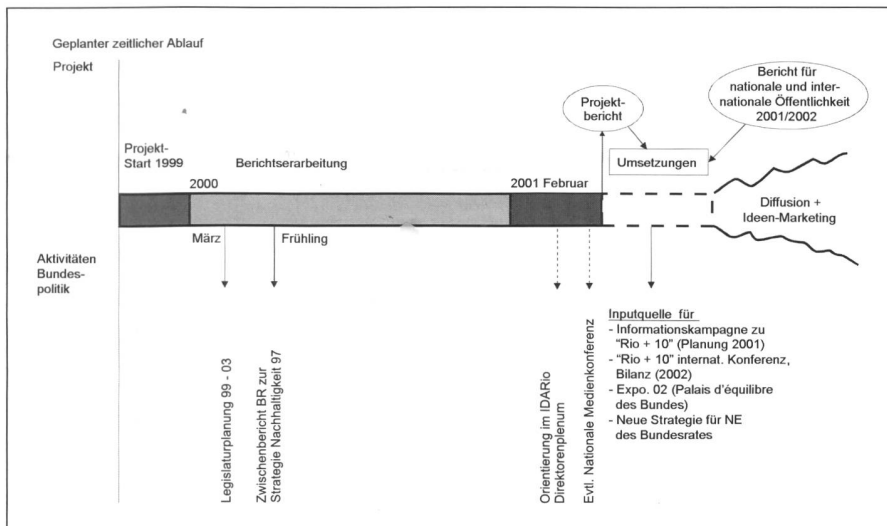 Geplanter zeitlicher Ablauf
Projekt
Bericht für
nationale und inter-
nationale Öffentlichkeit
2001/2002
Projekt-
bericht
Umsetzungen
Projekt-
Start 1999
Berichtserarbeitung
2000
2001 Februar
Diffusion +
Ideen-Marketing
März
Frühling
Aktivitäten
Bundes-
politik
Legislaturplanung 99 - 03
Zwischenbericht BR zur
Strategie Nachhaltigkeit 97
Orientierung im IDARio
Direktorenplenum
Evtl. Nationale Medienkonferenz
Inputquelle für
- Informationskampagne zu
"Rio + 10" (Planung 2001)
- "Rio + 10" internat. Konferenz,
Bilanz (2002)
- Expo. 02 (Palais d'équilibre
des Bundes)
- Neue Strategie für NE
des Bundesrates